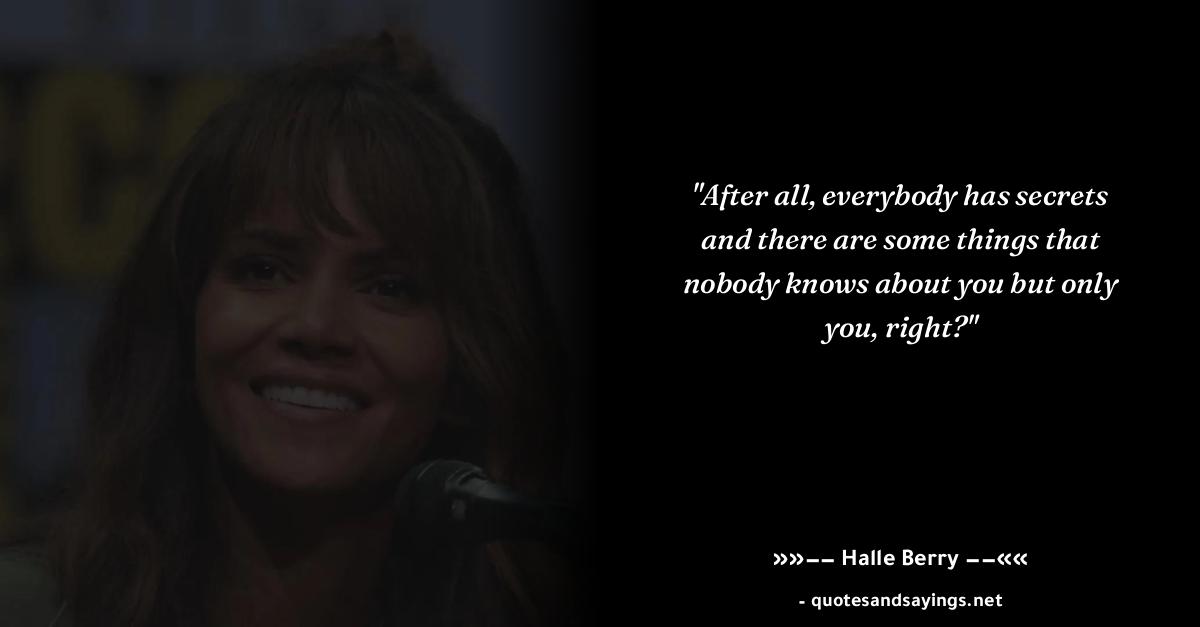 "After all, everybody has secrets
and there are some things that
nobody knows about you but only
you, right?"
»»−− Halle Berry −−««
- quotesandsayings.net